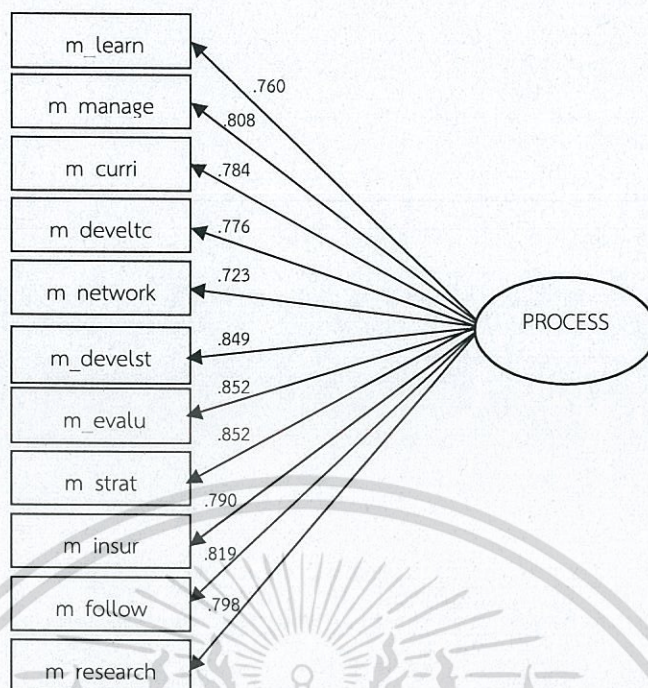 m_learn
.760
m manage
.808
m curri
.784
m develtc
.776
m network
.723
PROCESS
m_develst
.849
m_evalu
.852
m strat
.852
m insur
.790
m follow
.819
m research
.798